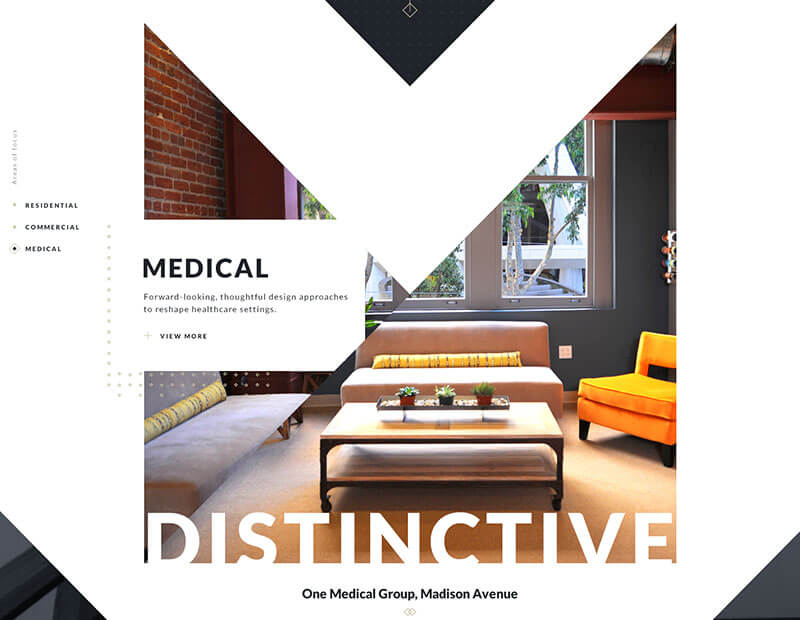 Areas of focus
RESIDENTIAL
COMMERCIAL
MEDICAL
MEDICAL
Forward-looking, thoughtful design approaches
to reshape healthcare settings.
VIEW MORE
DISTINCTIVE
One Medical Group, Madison Avenue